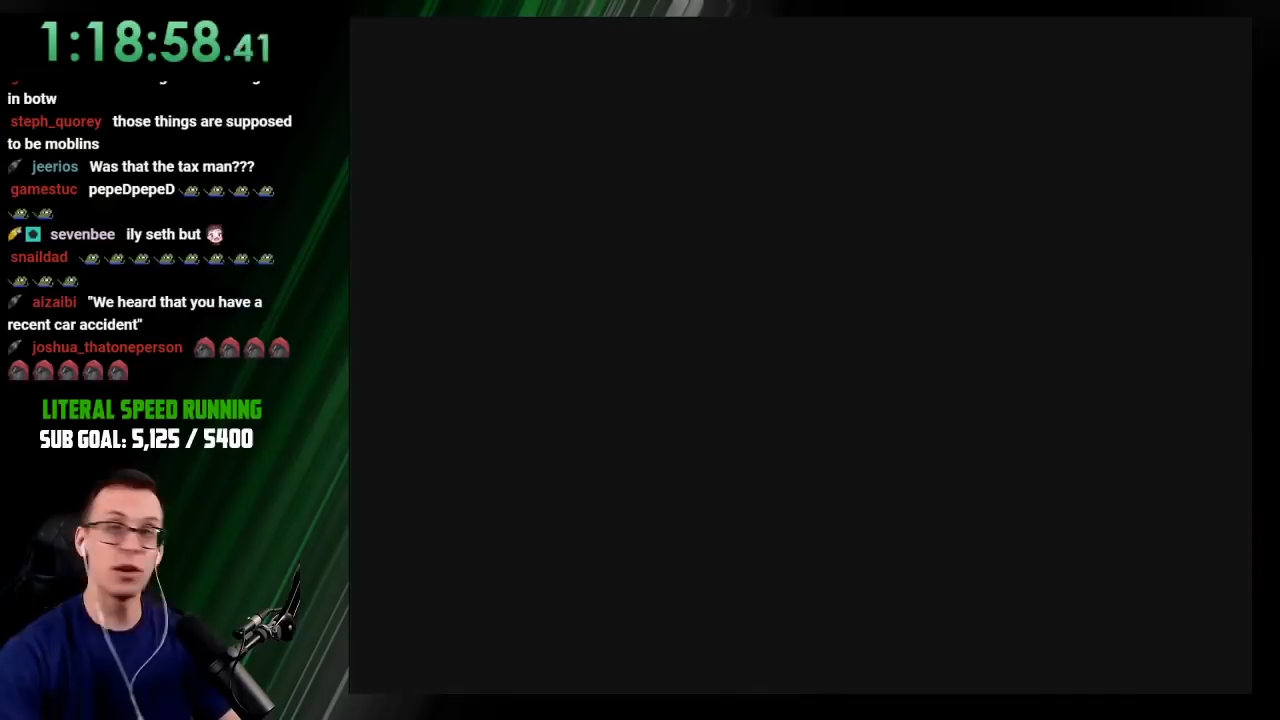 1:18:58.41
in botw
steph_quorey those things are supposed
to be moblins
jeerios Was that the tax man???
gamestuc pepeDpepeD
sevenbee ily seth but
snaildad
aizaibi "We heard that you have a
recent car accident"
joshua_thatoneperson
LITERAL SPEED RUNNING
SUB GOAL: 5,125 / 5400